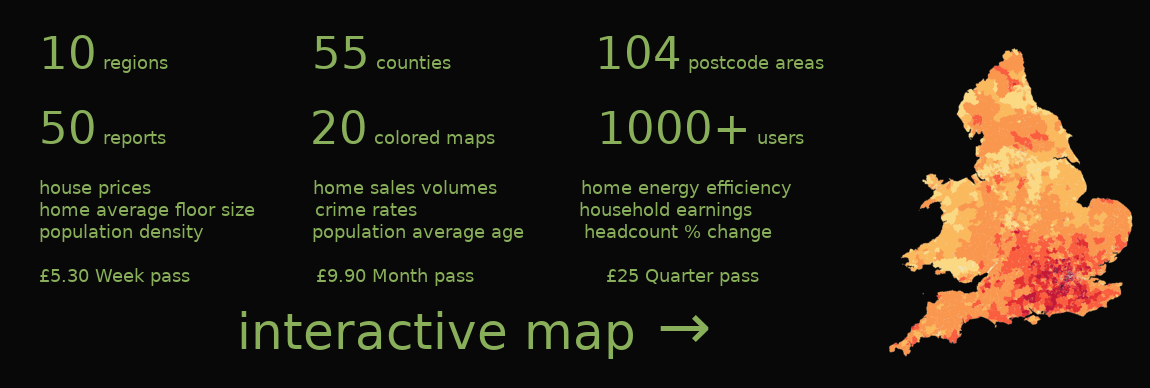 10 regions 55 counties 104 postcode areas
50 reports 20 colored maps 1000+ users
house prices home sales volumes home energy efficiency
home average floor size crime rates household earnings
population density population average age headcount % change
£5.30 Week pass £9.90 Month pass £25 Quarter pass
interactive map →